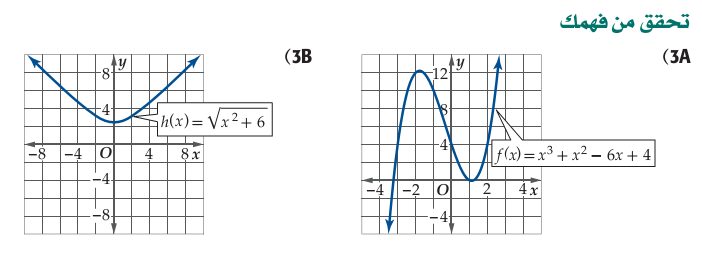 تحقق من فهمك
(3A
y
12
8
4
-4
-4 -2 O 2 4 x
f(x) = x³ + x² − 6x + 4
(3B
y
8
4
-4
-8
-8 -4 O 4 8 x
h(x) = √x² + 6